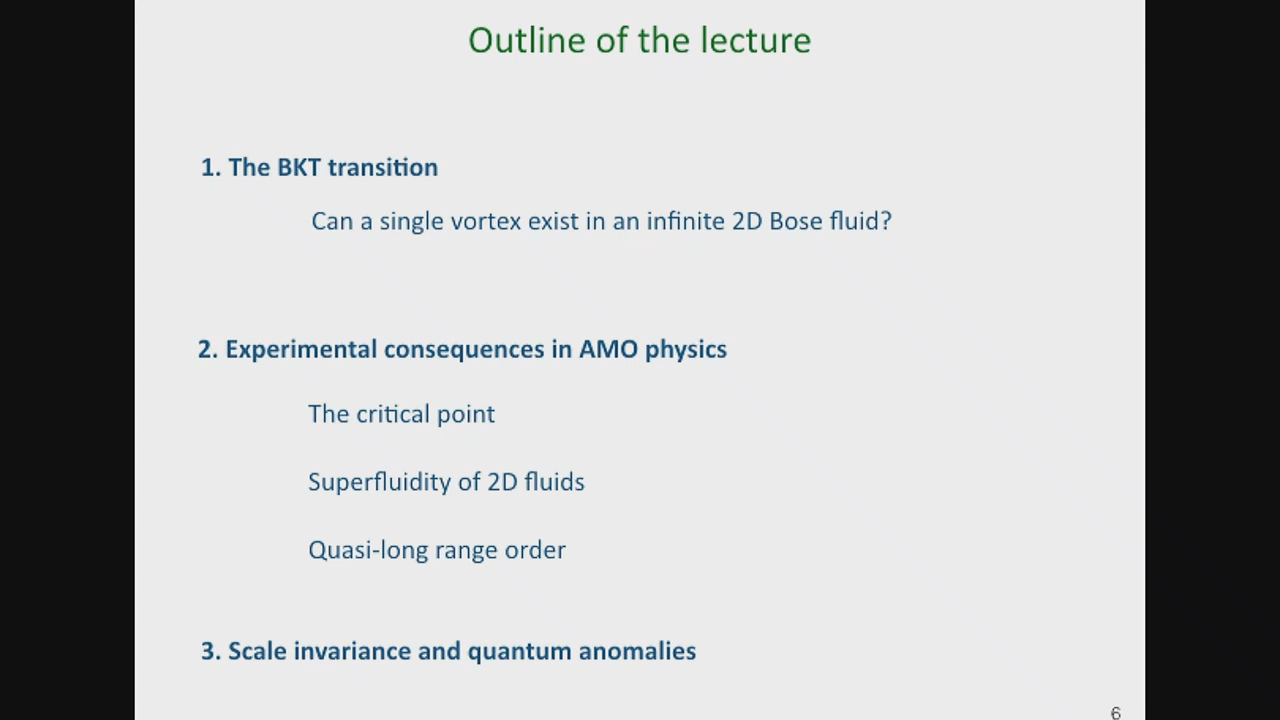 Outline of the lecture
1. The BKT transition
Can a single vortex exist in an infinite 2D Bose fluid?
2. Experimental consequences in AMO physics
The critical point
Superfluidity of 2D fluids
Quasi-long range order
3. Scale invariance and quantum anomalies
6